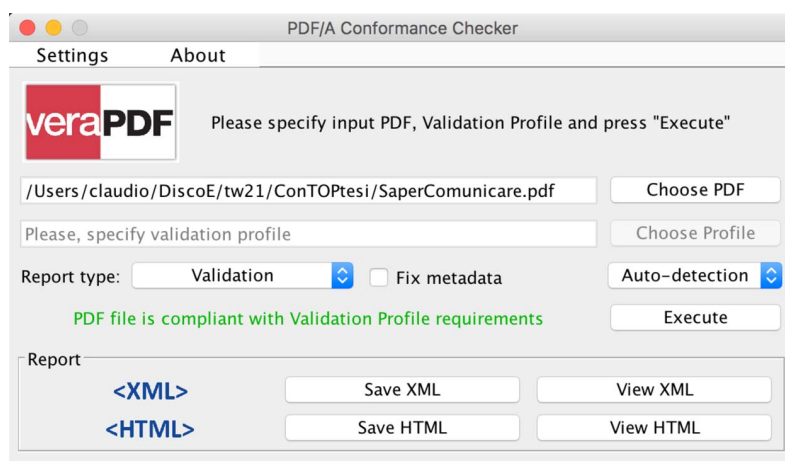 PDF/A Conformance Checker
Settings About
veraPDF
Please specify input PDF, Validation Profile and press "Execute"
/Users/claudio/DiscoE/tw21/ConTOPtesi/SaperComunicare.pdf Choose PDF
Please, specify validation profile Choose Profile
Report type: Validation Fix metadata Auto-detection
PDF file is compliant with Validation Profile requirements Execute
Report
<XML> Save XML View XML
<HTML> Save HTML View HTML